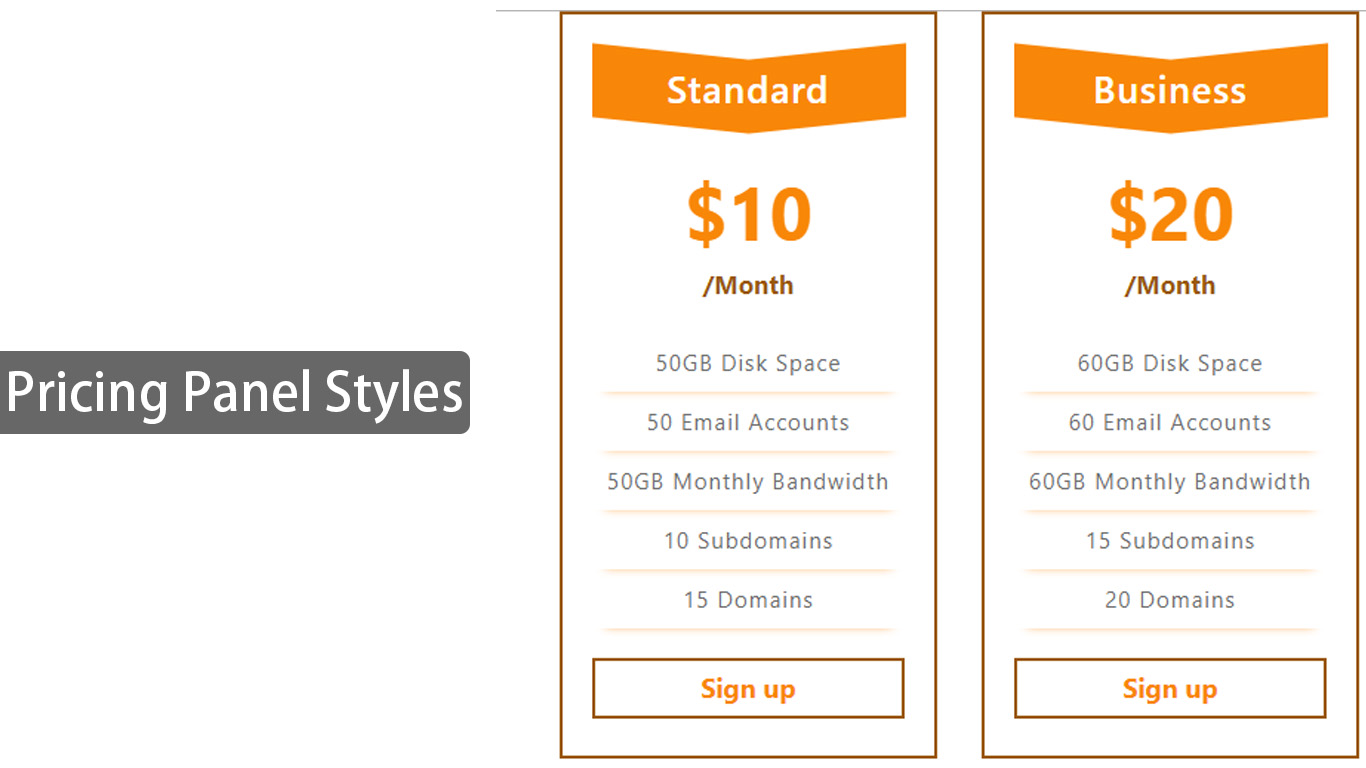 Pricing Panel Styles
Standard
$10
/Month
50GB Disk Space
50 Email Accounts
50GB Monthly Bandwidth
10 Subdomains
15 Domains
Sign up
Business
$20
/Month
60GB Disk Space
60 Email Accounts
60GB Monthly Bandwidth
15 Subdomains
20 Domains
Sign up